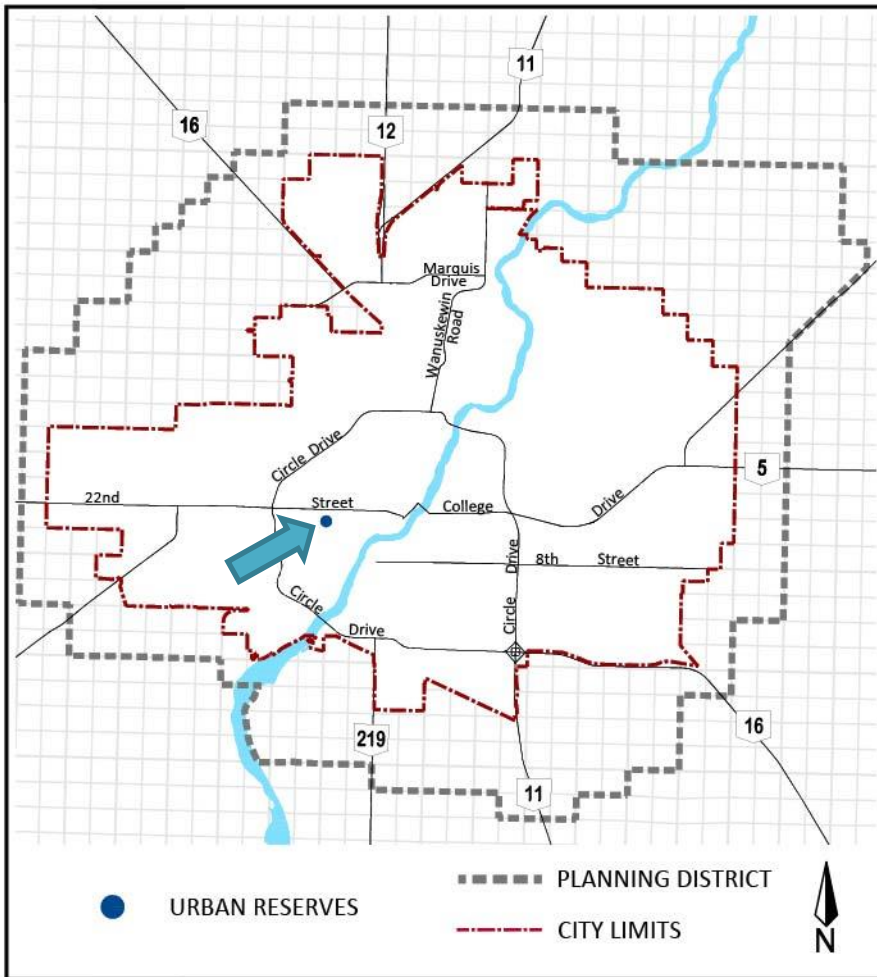 11
16
12
Marquis
Drive
Wanuskewin
Road
Circle Drive
5
22nd
Street
College
Drive
Drive
8th
Street
Circle
Circle
Drive
219
16
11
URBAN RESERVES
PLANNING DISTRICT
CITY LIMITS
N